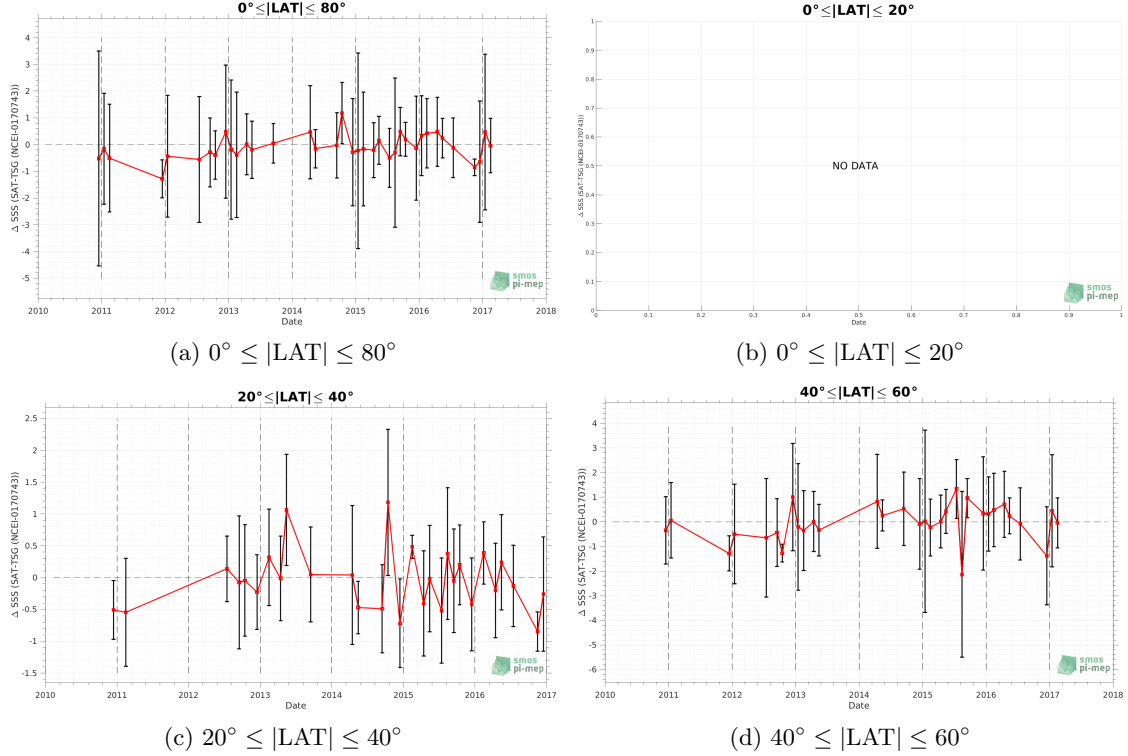 0°≤|LAT|≤ 80°
Δ SSS (SAT-TSG (NCEI-0170743))
4
3
2
1
0
-1
-2
-3
-4
-5
2010 2011 2012 2013 2014 2015 2016 2017 2018
Date
smos
pi-mep
(a) 0° ≤ |LAT| ≤ 80°
0°≤|LAT|≤ 20°
Δ SSS (SAT-TSG (NCEI-0170743))
1
0.9
0.8
0.7
0.6
0.5
0.4
0.3
0.2
0.1
0
NO DATA
0 0.1 0.2 0.3 0.4 0.5 0.6 0.7 0.8 0.9 1
Date
smos
pi-mep
(b) 0° ≤ |LAT| ≤ 20°
20°≤|LAT|≤ 40°
Δ SSS (SAT-TSG (NCEI-0170743))
2.5
2
1.5
1
0.5
0
-0.5
-1
-1.5
2010 2011 2012 2013 2014 2015 2016 2017
Date
smos
pi-mep
(c) 20° ≤ |LAT| ≤ 40°
40°≤|LAT|≤ 60°
Δ SSS (SAT-TSG (NCEI-0170743))
4
3
2
1
0
-1
-2
-3
-4
-5
-6
2010 2011 2012 2013 2014 2015 2016 2017 2018
Date
smos
pi-mep
(d) 40° ≤ |LAT| ≤ 60°